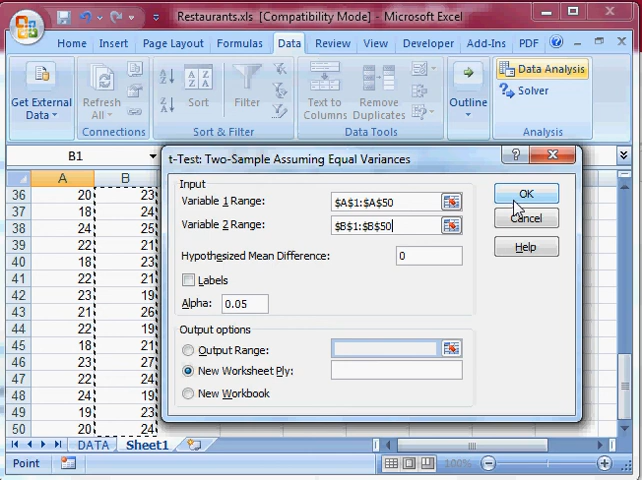 Restaurants.xls [Compatibility Mode] - Microsoft Excel
Home Insert Page Layout Formulas Data Review View Developer Add-Ins PDF
Get External Data
Refresh All
Connections
Sort
Filter
Sort & Filter
Text to Columns
Remove Duplicates
Data Tools
Outline
Data Analysis
Solver
Analysis
B1
A B
36 20 23
37 18 24
38 24 25
39 22 21
40 18 23
41 22 21
42 23 19
43 21 26
44 22 19
45 18 21
46 23 27
47 22 24
48 24 19
49 19 23
50 20 24
t-Test: Two-Sample Assuming Equal Variances
Input
Variable 1 Range: $A$1:$A$50
Variable 2 Range: $B$1:$B$50
Hypothesized Mean Difference: 0
Labels
Alpha: 0.05
Output options
Output Range:
New Worksheet Ply:
New Workbook
OK
Cancel
Help
DATA Sheet1
Point 100%